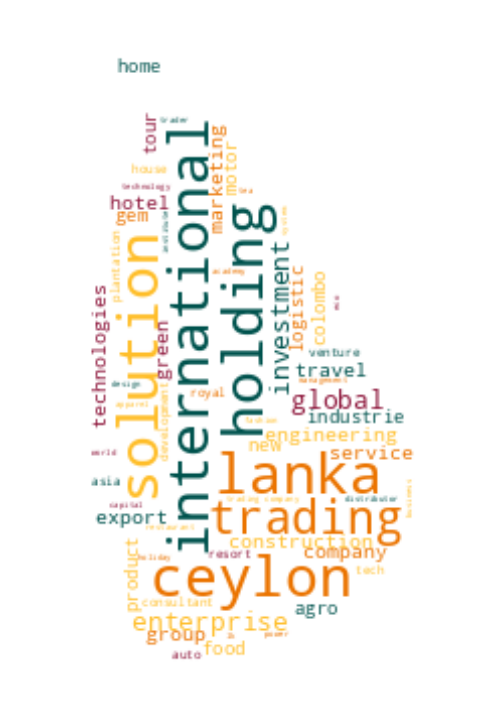 home
tour
trader
international
marketing
motor
house
technology
tea
hotel
gem
institute
holding
system
plantation
solution
investment
academy
logistic
colombo
technologies
green
venture
travel
management
design
development
royal
global
apparel
industrie
fashion
engineering
new
service
world
lanka
asia
trading company
distributor
business
capital
export
trading
restaurant
construction
company
product
holiday
resort
ceylon
tech
consultant
agro
enterprise
group
power
food
auto